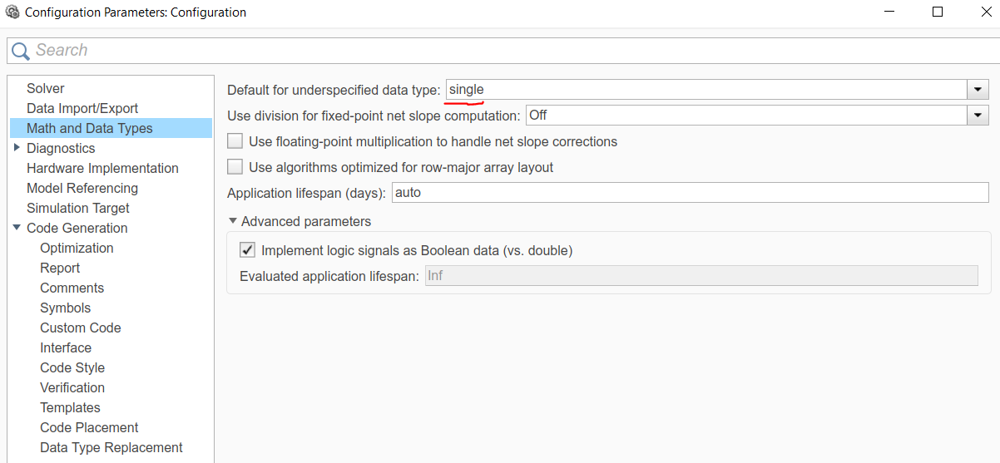 Configuration Parameters: Configuration
Search
Solver
Data Import/Export
Math and Data Types
Diagnostics
Hardware Implementation
Model Referencing
Simulation Target
Code Generation
Optimization
Report
Comments
Symbols
Custom Code
Interface
Code Style
Verification
Templates
Code Placement
Data Type Replacement
Default for underspecified data type: single
Use division for fixed-point net slope computation: Off
Use floating-point multiplication to handle net slope corrections
Use algorithms optimized for row-major array layout
Application lifespan (days): auto
Advanced parameters
Implement logic signals as Boolean data (vs. double)
Evaluated application lifespan: Inf